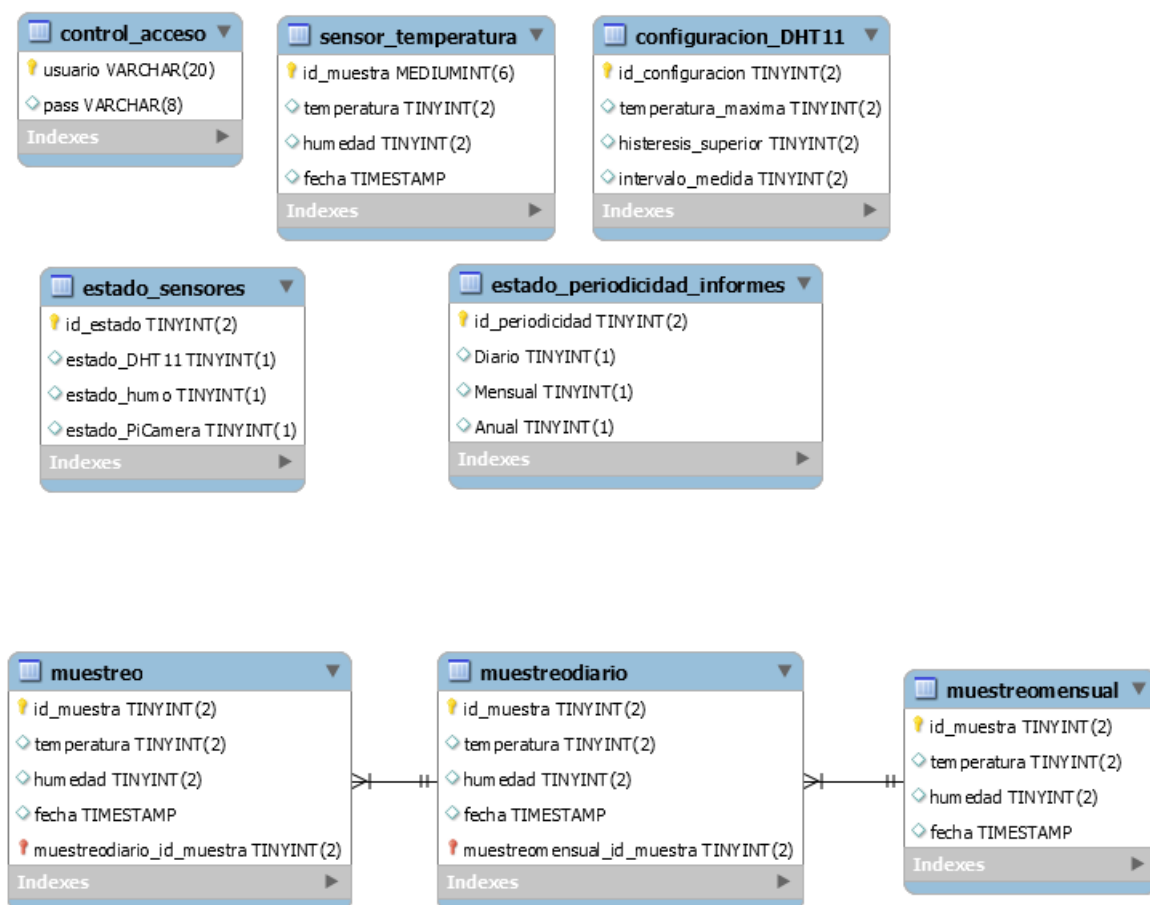 control_acceso
usuario VARCHAR(20)
pass VARCHAR(8)
Indexes
sensor_temperatura
id_muestra MEDIUMINT(6)
temperatura TINYINT(2)
humedad TINYINT(2)
fecha TIMESTAMP
Indexes
configuracion_DHT11
id_configuracion TINYINT(2)
temperatura_maxima TINYINT(2)
histeresis_superior TINYINT(2)
intervalo_medida TINYINT(2)
Indexes
estado_sensores
id_estado TINYINT(2)
estado_DHT11 TINYINT(1)
estado_humo TINYINT(1)
estado_PiCamera TINYINT(1)
Indexes
estado_periodicidad_informes
id_periodicidad TINYINT(2)
Diario TINYINT(1)
Mensual TINYINT(1)
Anual TINYINT(1)
Indexes
muestreo
id_muestra TINYINT(2)
temperatura TINYINT(2)
humedad TINYINT(2)
fecha TIMESTAMP
muestreodiario_id_muestra TINYINT(2)
Indexes
muestreodiario
id_muestra TINYINT(2)
temperatura TINYINT(2)
humedad TINYINT(2)
fecha TIMESTAMP
muestreomensual_id_muestra TINYINT(2)
Indexes
muestreomensual
id_muestra TINYINT(2)
temperatura TINYINT(2)
humedad TINYINT(2)
fecha TIMESTAMP
Indexes